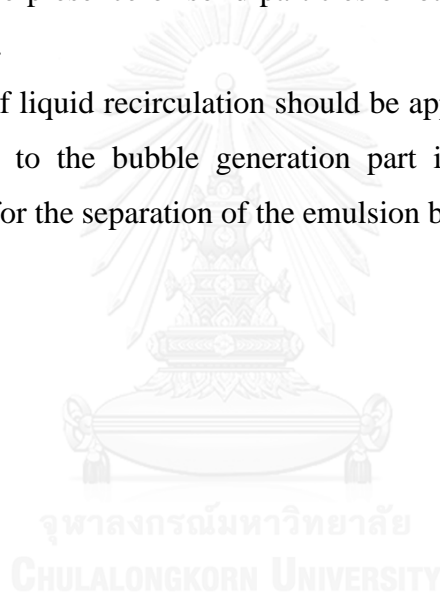 f liquid recirculation should be app
to the bubble generation part i
for the separation of the emulsion b
จุฬาลงกรณ์มหาวิทยาลัย
CHULALONGKORN UNIVERSITY